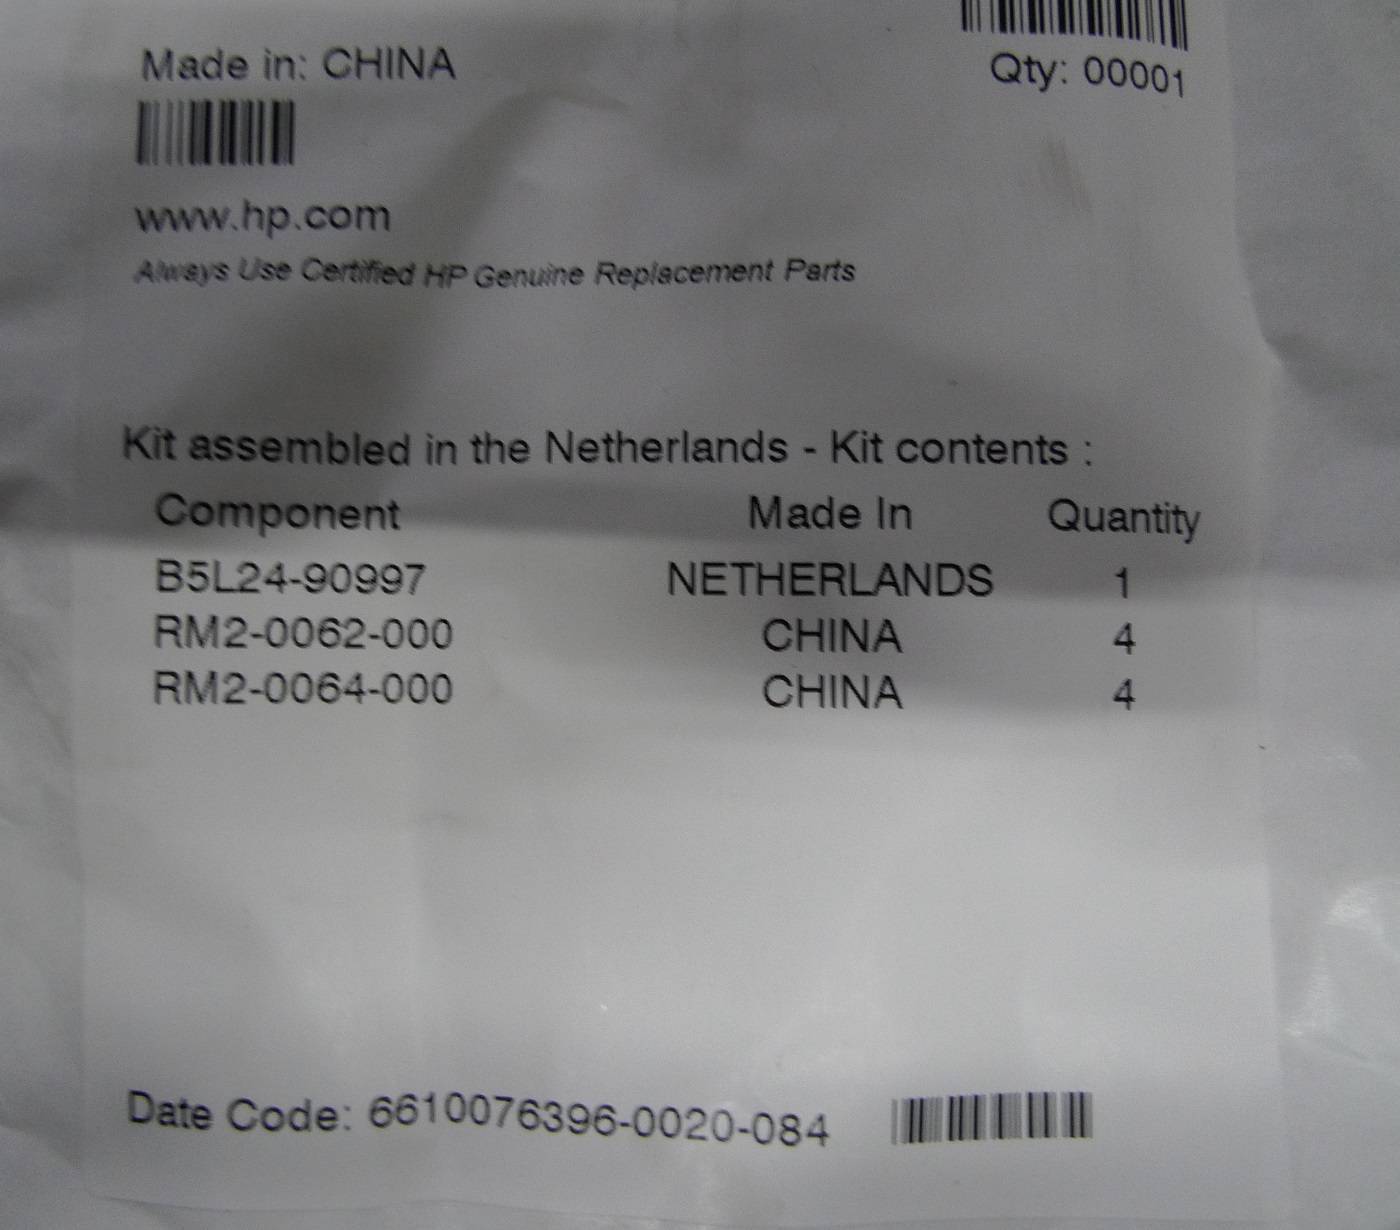 Made in: CHINA
Qty: 00001
www.hp.com
Always Use Certified HP Genuine Replacement Parts
Kit assembled in the Netherlands - Kit contents :
Component Made In Quantity
B5L24-90997 NETHERLANDS 1
RM2-0062-000 CHINA 4
RM2-0064-000 CHINA 4
Date Code: 6610076396-0020-084